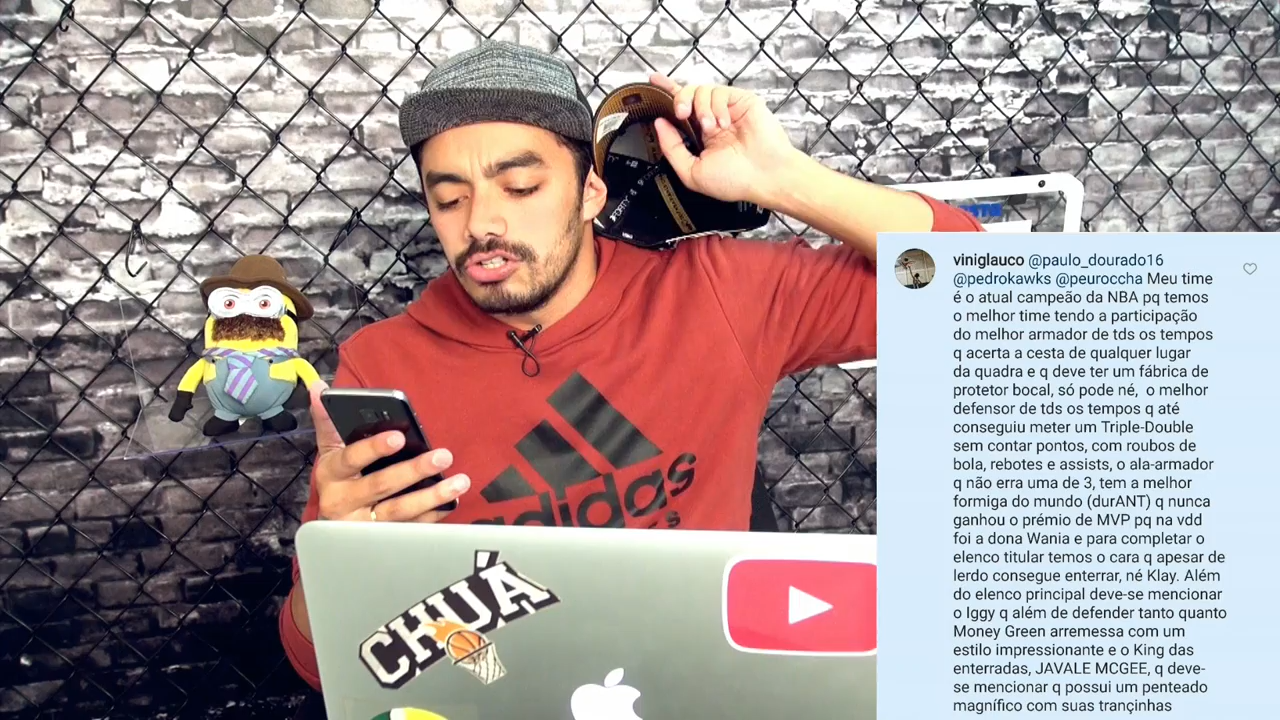 viniglauco @paulo_dourado16
@pedrokawks @peuroccha Meu time
é o atual campeão da NBA pq temos
o melhor time tendo a participação
do melhor armador de tds os tempos
q acerta a cesta de qualquer lugar
da quadra e q deve ter um fábrica de
protetor bocal, só pode né,  o melhor
defensor de tds os tempos q até
conseguiu meter um Triple-Double
sem contar pontos, com roubos de
bola, rebotes e assists, o ala-armador
q não erra uma de 3, tem a melhor
formiga do mundo (durANT) q nunca
ganhou o prémio de MVP pq na vdd
foi a dona Wania e para completar o
elenco titular temos o cara q apesar de
lerdo consegue enterrar, né Klay. Além
do elenco principal deve-se mencionar
o Iggy q além de defender tanto quanto
Money Green arremessa com um
estilo impressionante e o King das
enterradas, JAVALE MCGEE, q deve-
se mencionar q possui um penteado
magnífico com suas trançinhas
adidas
CHUÁ